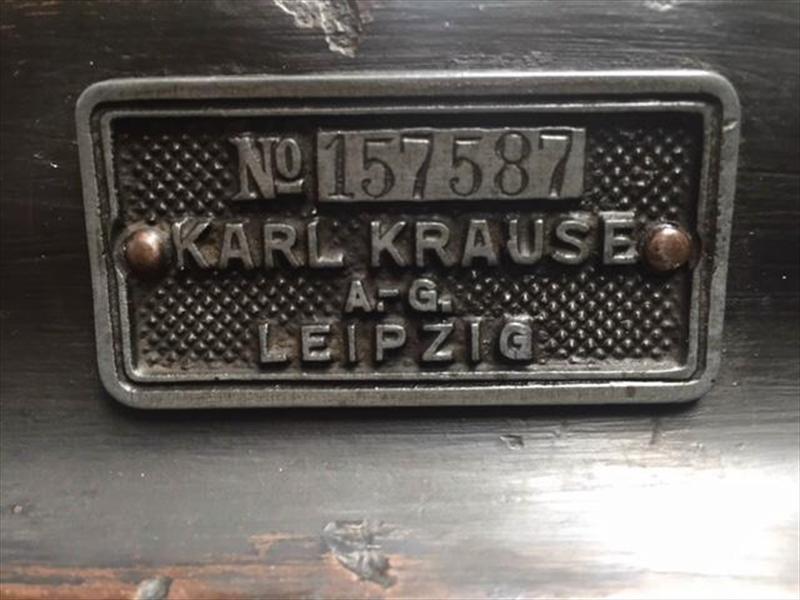 No 157587
KARL KRAUSE
A.-G.
LEIPZIG